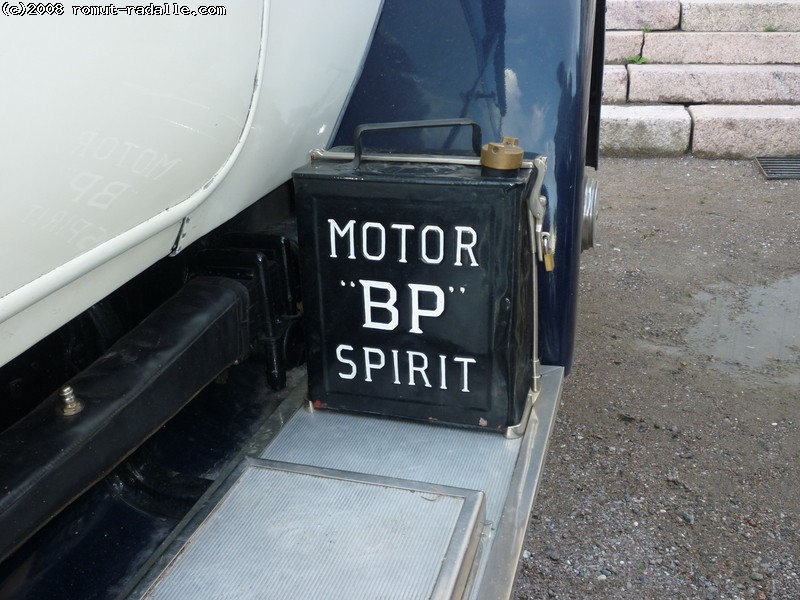 (c)2008 romut-radalle.com
MOTOR
"BP"
SPIRIT